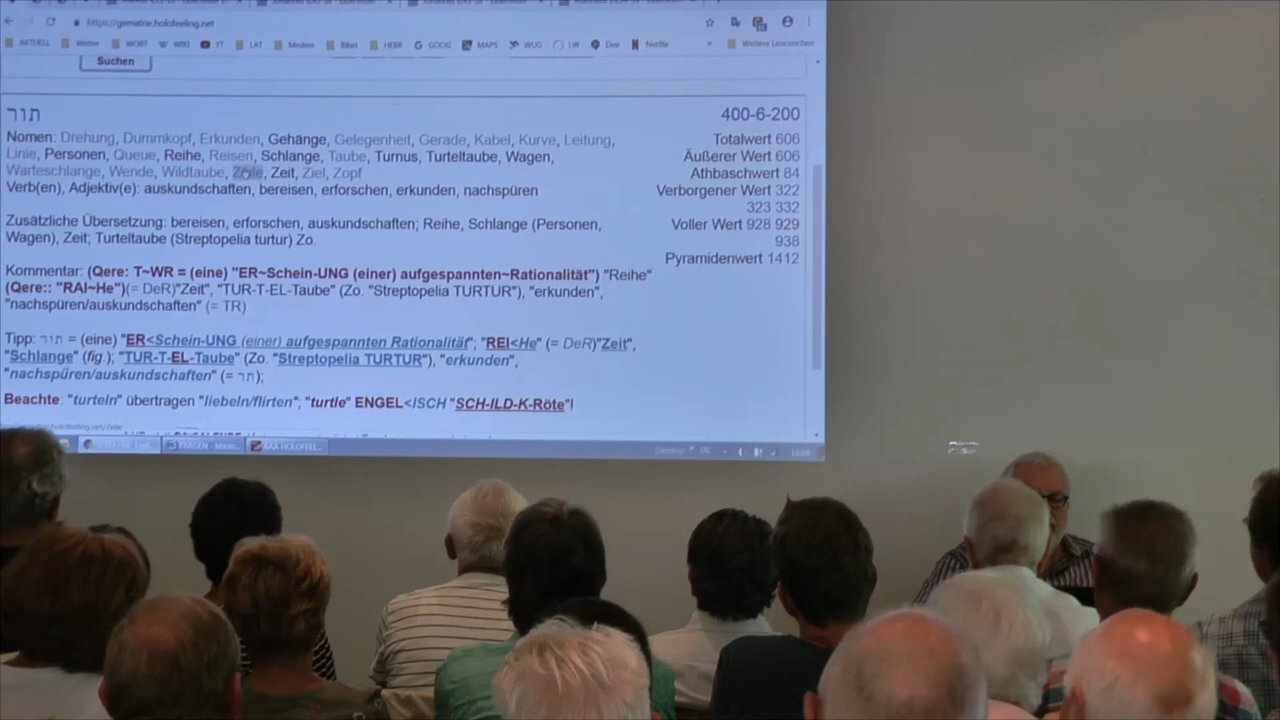 https://gematrie.holofeeling.net
AKTUELL Wetter WORT WIKI YT LAT Medien Bibel HEBR GOOG MAPS WUG LW Dee Netflix » Weitere Lesezeichen
Suchen
תור 400-6-200
Nomen: Drehung, Dummkopf, Erkunden, Gehänge, Gelegenheit, Gerade, Kabel, Kurve, Leitung, Totalwert 606
Linie, Personen, Queue, Reihe, Reisen, Schlange, Taube, Turnus, Turteltaube, Wagen, Äußerer Wert 606
Warteschlange, Wende, Wildtaube, Zeile, Zeit, Ziel, Zopf Athbaschwert 84
Verb(en), Adjektiv(e): auskundschaften, bereisen, erforschen, erkunden, nachspüren Verborgener Wert 322
323 332
Zusätzliche Übersetzung: bereisen, erforschen, auskundschaften; Reihe, Schlange (Personen, Voller Wert 928 929
Wagen), Zeit; Turteltaube (Streptopelia turtur) Zo. 938
Pyramidenwert 1412
Kommentar: (Qere: T~WR = (eine) "ER~Schein-UNG (einer) aufgespannten~Rationalität") "Reihe"
(Qere:: "RAI~He")(= DeR)"Zeit", "TUR-T-EL-Taube" (Zo. "Streptopelia TURTUR"), "erkunden",
"nachspüren/auskundschaften" (= TR)
Tipp: תור = (eine) "ER<Schein-UNG (einer) aufgespannten Rationalität"; "REI<He" (= DeR)"Zeit",
"Schlange" (fig.); "TUR-T-EL-Taube" (Zo. "Streptopelia TURTUR"), "erkunden",
"nachspüren/auskundschaften" (= תר);
Beachte: "turteln" übertragen "liebeln/flirten"; "turtle" ENGEL<ISCH "SCH-ILD-K-Röte"!